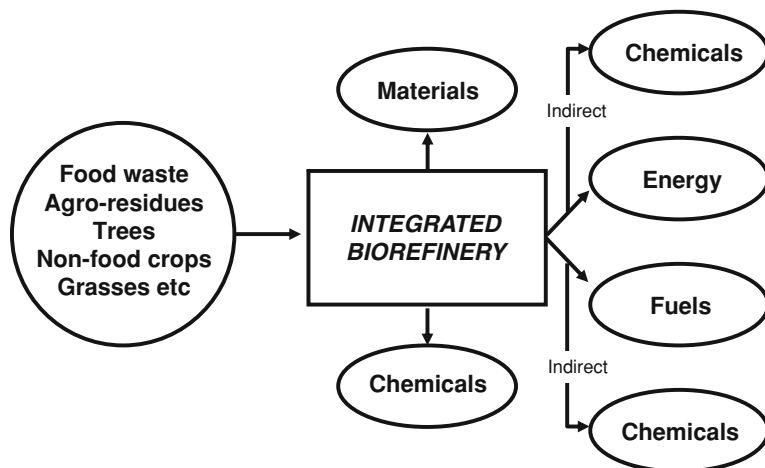 Food waste
Agro-residues
Trees
Non-food crops
Grasses etc
Materials
INTEGRATED
BIOREFINERY
Chemicals
Chemicals
Indirect
Energy
Fuels
Indirect
Chemicals